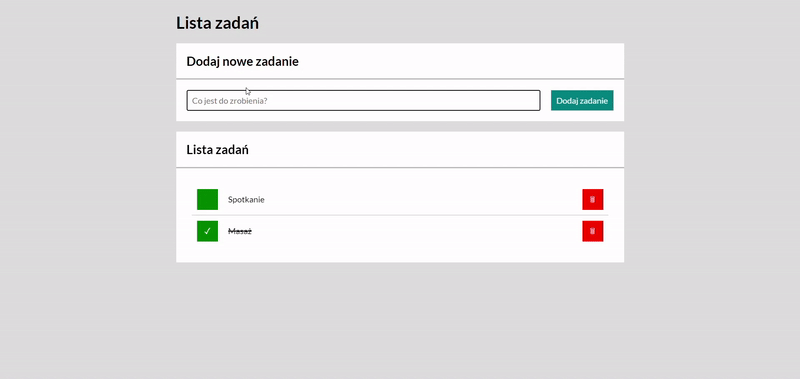 Lista zadań
Dodaj nowe zadanie
Co jest do zrobienia?
Dodaj zadanie
Lista zadań
Spotkanie
✓ Masaż